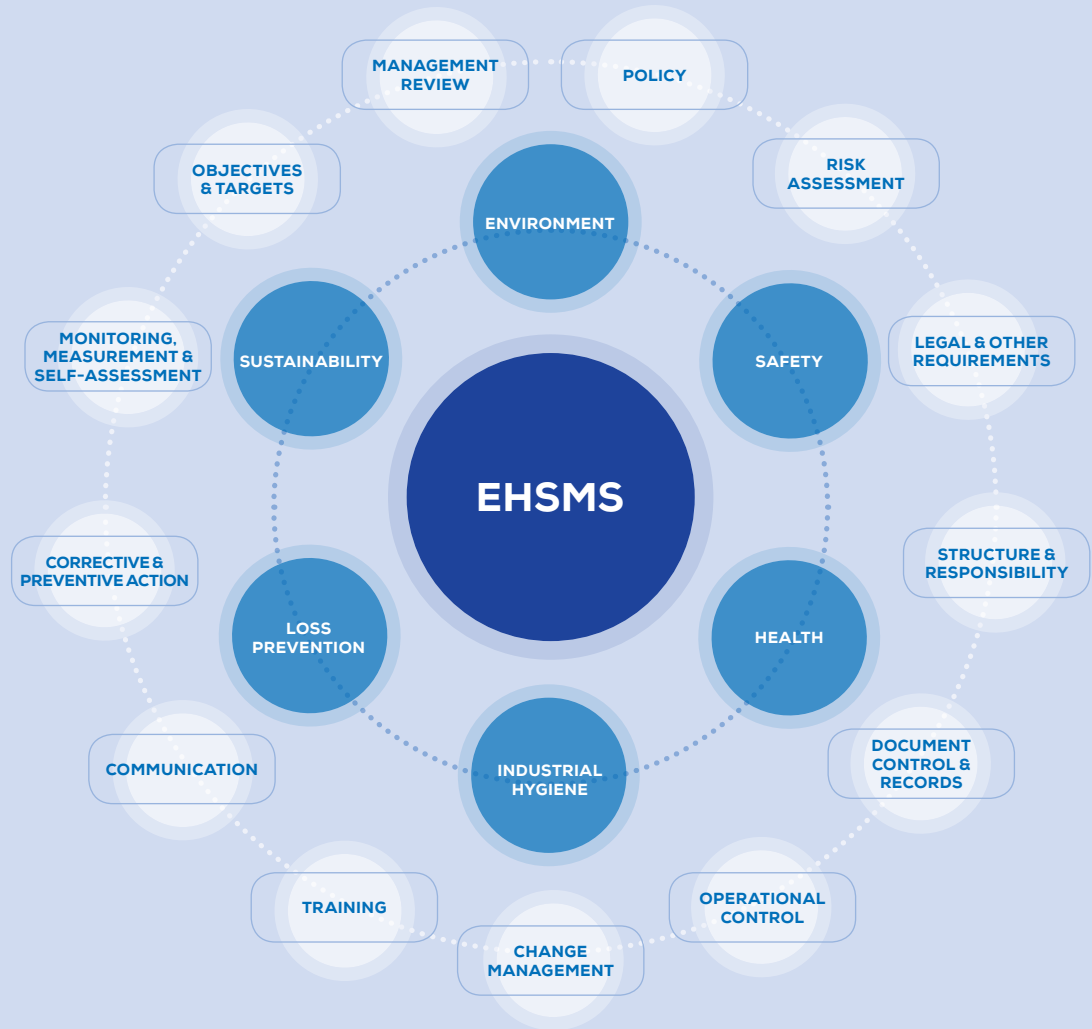 MANAGEMENT
REVIEW
POLICY
OBJECTIVES
& TARGETS
RISK
ASSESSMENT
ENVIRONMENT
MONITORING,
MEASUREMENT &
SELF-ASSESSMENT
SUSTAINABILITY
SAFETY
LEGAL & OTHER
REQUIREMENTS
EHSMS
CORRECTIVE &
PREVENTIVE ACTION
STRUCTURE &
RESPONSIBILITY
LOSS
PREVENTION
HEALTH
COMMUNICATION
INDUSTRIAL
HYGIENE
DOCUMENT
CONTROL &
RECORDS
TRAINING
OPERATIONAL
CONTROL
CHANGE
MANAGEMENT